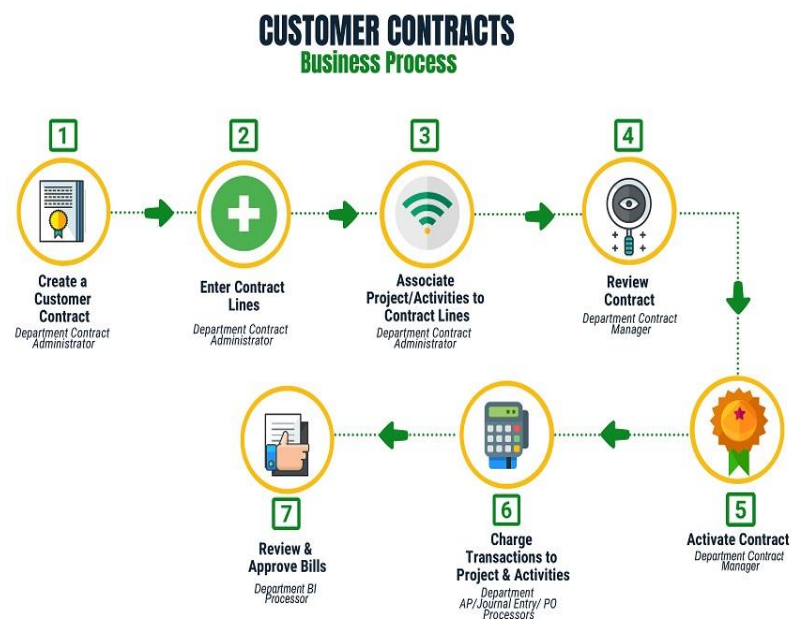 CUSTOMER CONTRACTS
Business Process
1
Create a
Customer
Contract
Department Contract
Administrator
2
Enter Contract
Lines
Department Contract
Administrator
3
Associate
Project/Activities to
Contract Lines
Department Contract
Administrator
4
Review
Contract
Department Contract
Manager
5
Activate Contract
Department Contract
Manager
6
Charge
Transactions to
Project & Activities
Department
AP/Journal Entry/ PO
Processors
7
Review &
Approve Bills
Department BI
Processor